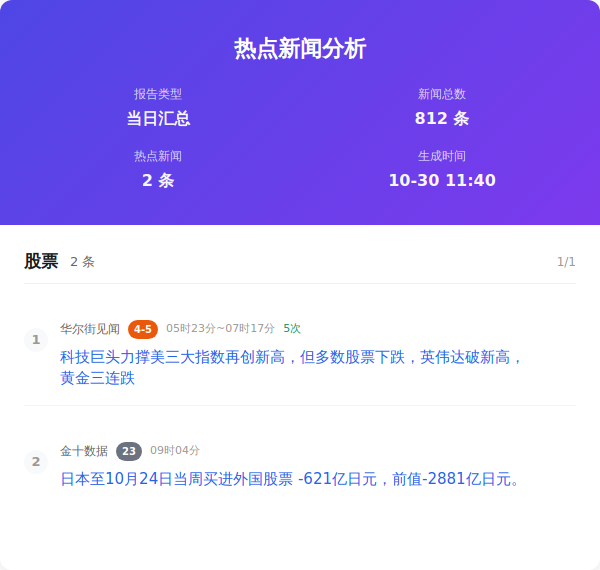 热点新闻分析
报告类型
当日汇总
新闻总数
812 条
热点新闻
2 条
生成时间
10-30 11:40
股票 2 条 1/1
1
华尔街见闻 4-5 05时23分~07时17分 5次
科技巨头力撑美三大指数再创新高，但多数股票下跌，英伟达破新高，
黄金三连跌
2
金十数据 23 09时04分
日本至10月24日当周买进外国股票 -621亿日元，前值-2881亿日元。